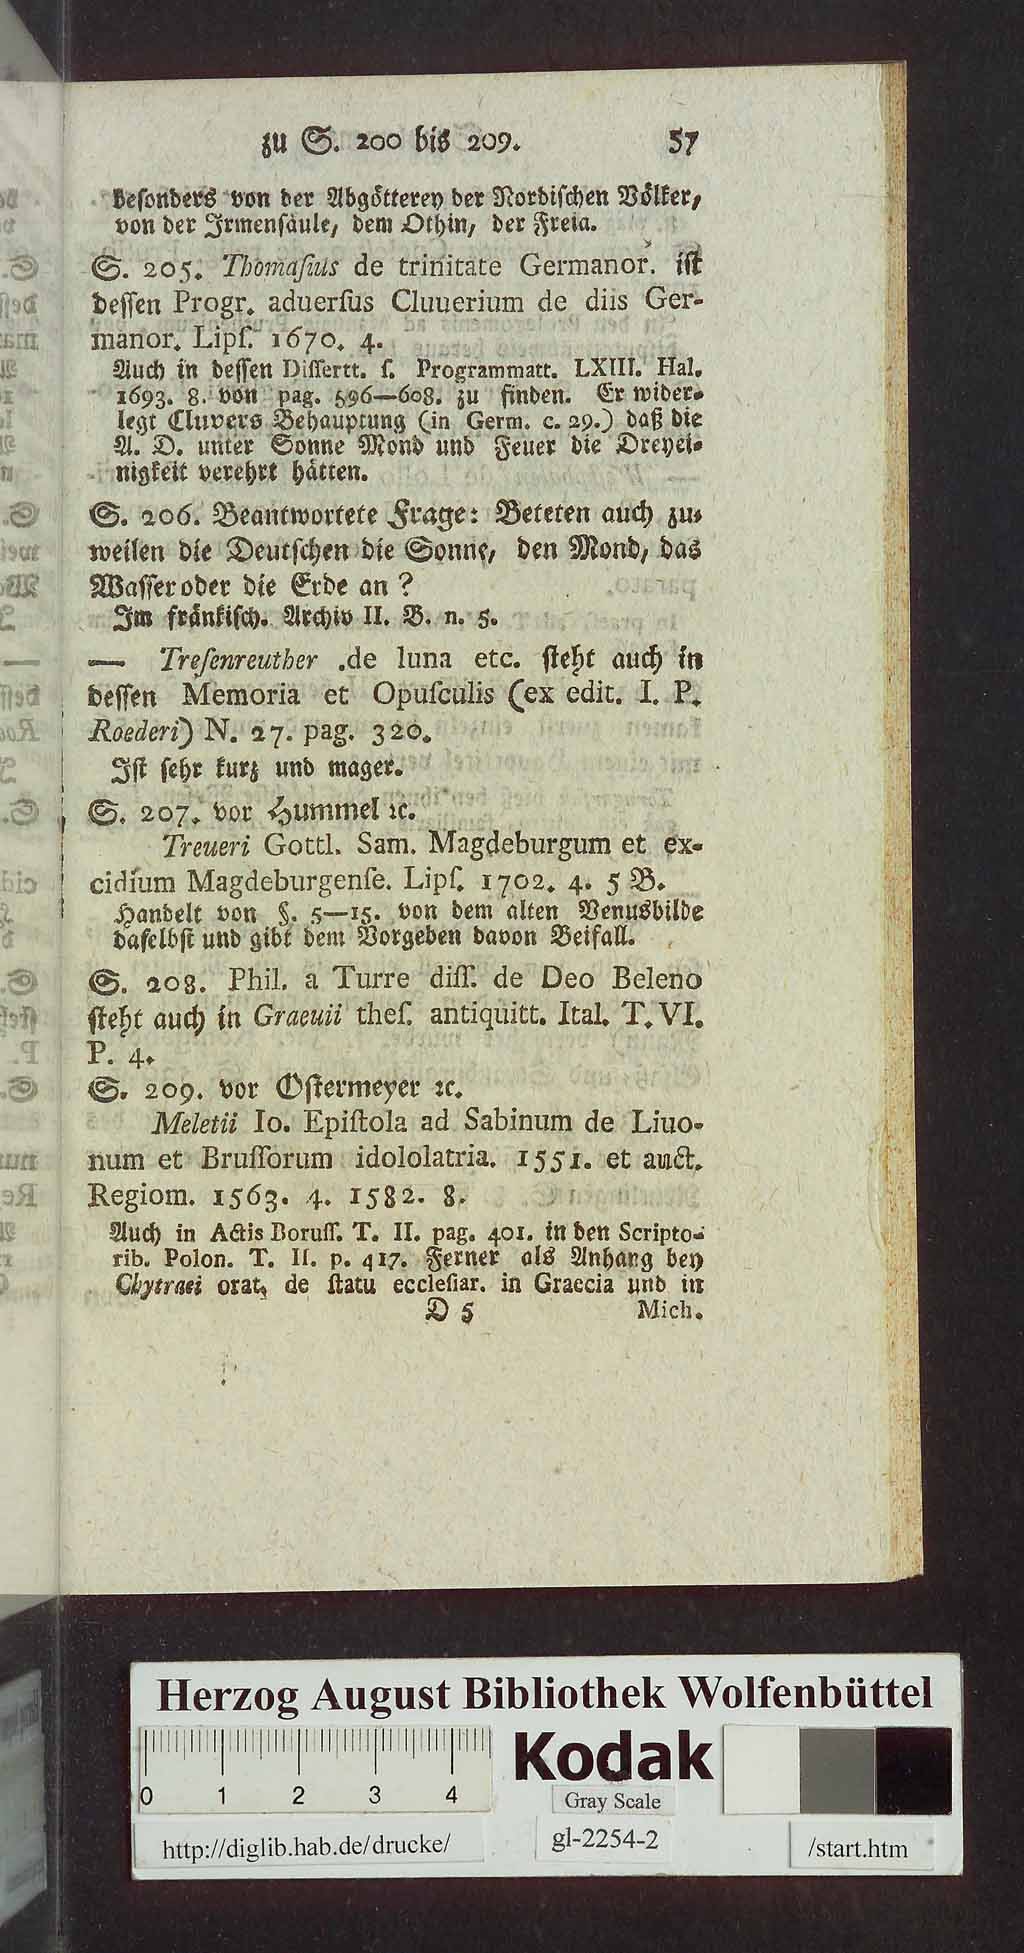 zu S. 200 bis 209. 57
besonders von der Abgötterey der Nordischen Völker,
von der Irmensäule, dem Othin, der Freia.
S. 205. Thomaſius de trinitate Germanor. ist
dessen Progr. aduerſus Cluuerium de diis Ger-
manor. Lipſ. 1670. 4.
Auch in dessen Diſſertt. ſ. Programmatt. LXIII. Hal.
1693. 8. von pag. 596—608. zu finden. Er wider-
legt Cluvers Behauptung (in Germ. c. 29.) daß die
A. D. unter Sonne Mond und Feuer die Dreyei-
nigkeit verehrt hätten.
S. 206. Beantwortete Frage: Beteten auch zu-
weilen die Deutschen die Sonne, den Mond, das
Wasser oder die Erde an?
Im fränkisch. Archiv II. B. n. 5.
— Treſenreuther de luna etc. steht auch in
dessen Memoria et Opuſculis (ex edit. I. P.
Roederi) N. 27. pag. 320.
Ist sehr kurz und mager.
S. 207. vor Hummel ꝛc.
Treueri Gottl. Sam. Magdeburgum et ex-
cidium Magdeburgenſe. Lipſ. 1702. 4. 5 B.
Handelt von §. 5—15. von dem alten Venusbilde
daselbst und gibt dem Vorgeben davon Beifall.
S. 208. Phil. a Turre diſſ. de Deo Beleno
steht auch in Graeuii theſ. antiquitt. Ital. T. VI.
P. 4.
S. 209. vor Ostermeyer ꝛc.
Meletii Io. Epiſtola ad Sabinum de Liuo-
num et Bruſſorum idololatria. 1551. et auct.
Regiom. 1563. 4. 1582. 8.
Auch in Actis Boruſſ. T. II. pag. 401. in den Scripto-
rib. Polon. T. II. p. 417. Ferner als Anhang bey
Chytraei orat. de ſtatu eccleſiar. in Graecia und in
D 5 Mich.
Herzog August Bibliothek Wolfenbüttel
0 1 2 3 4
Kodak
Gray Scale
http://diglib.hab.de/drucke/ gl-2254-2 /start.htm